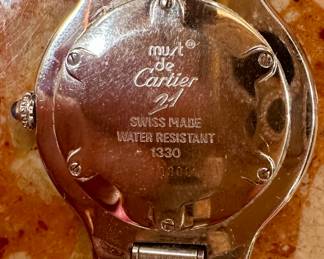 must®
de
Cartier
21
SWISS MADE
WATER RESISTANT
1330